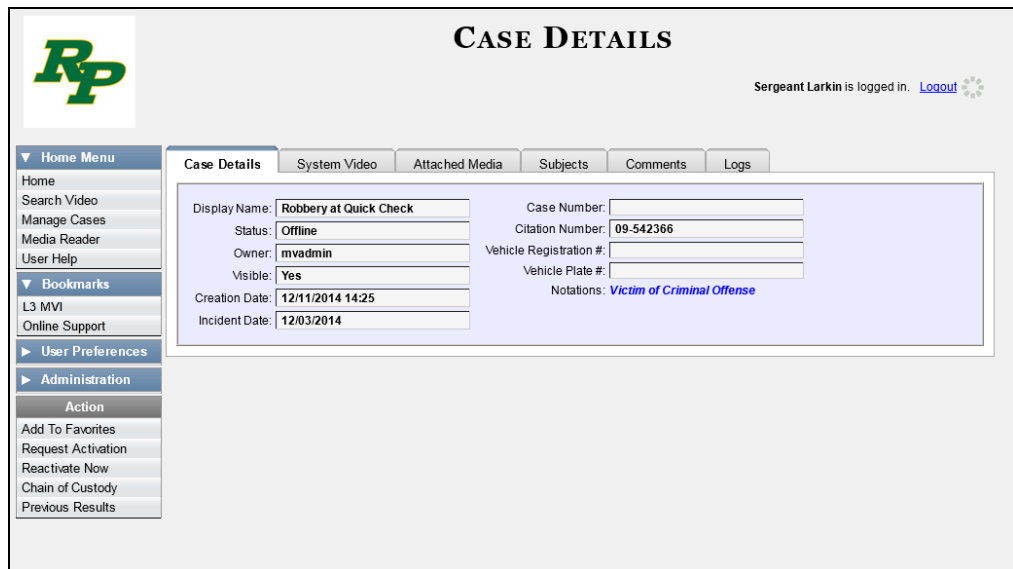 RP
CASE DETAILS
Sergeant Larkin is logged in. Logout
▼ Home Menu
Home
Search Video
Manage Cases
Media Reader
User Help
▼ Bookmarks
L3 MVI
Online Support
▶ User Preferences
▶ Administration
Action
Add To Favorites
Request Activation
Reactivate Now
Chain of Custody
Previous Results
Case Details System Video Attached Media Subjects Comments Logs
Display Name: Robbery at Quick Check
Status: Offline
Owner: mvadmin
Visible: Yes
Creation Date: 12/11/2014 14:25
Incident Date: 12/03/2014
Case Number:
Citation Number: 09-542366
Vehicle Registration #:
Vehicle Plate #:
Notations: Victim of Criminal Offense